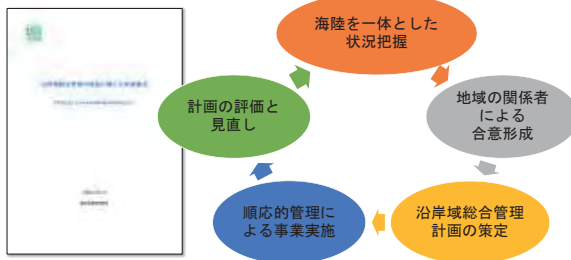 海陸を一体とした
状況把握
地域の関係者
による
合意形成
沿岸域総合管理
計画の策定
順応的管理に
よる事業実施
計画の評価と
見直し